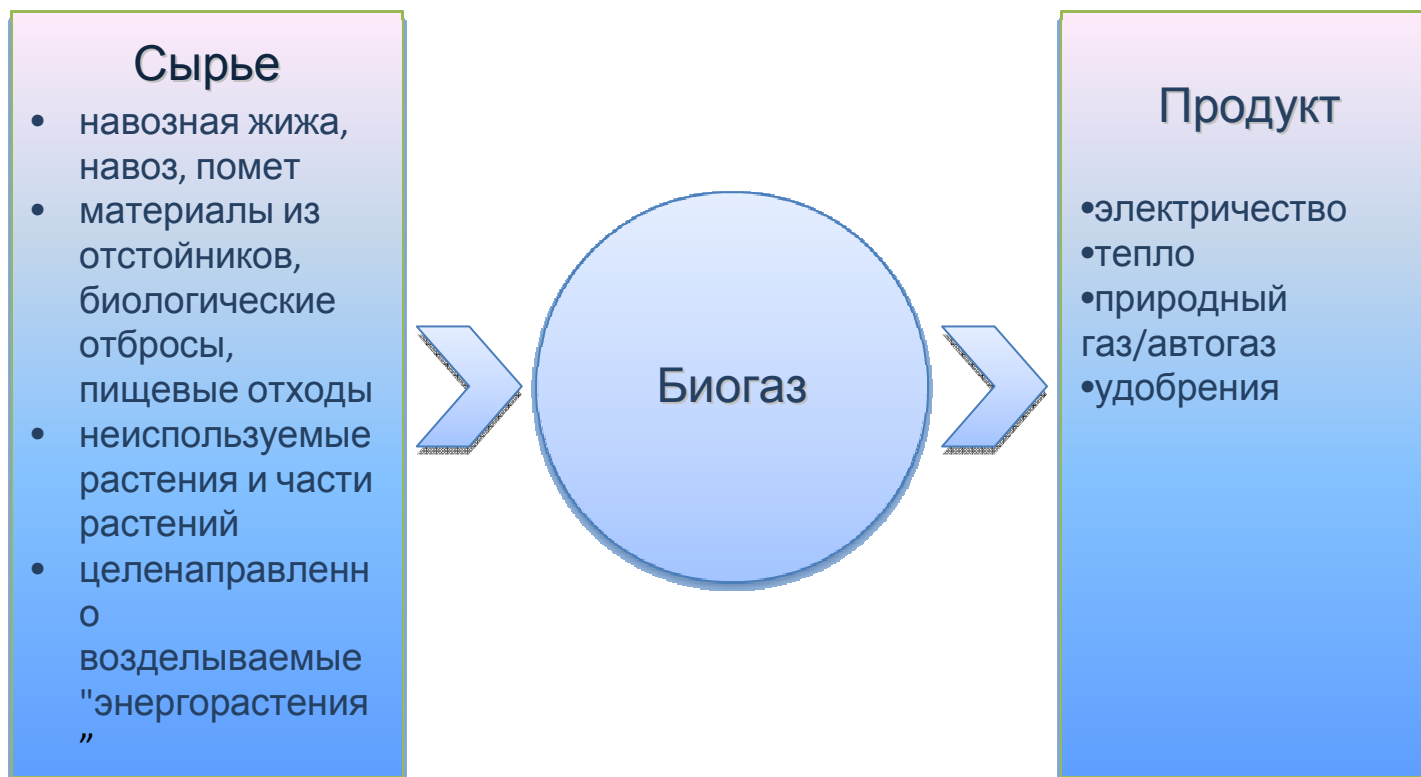 Сырье
• навозная жижа,
навоз, помет
• материалы из
отстойников,
биологические
отбросы,
пищевые отходы
• неиспользуемые
растения и части
растений
• целенаправленн
о
возделываемые
"энергорастения
”
Биогаз
Продукт
•электричество
•тепло
•природный
газ/автогаз
•удобрения